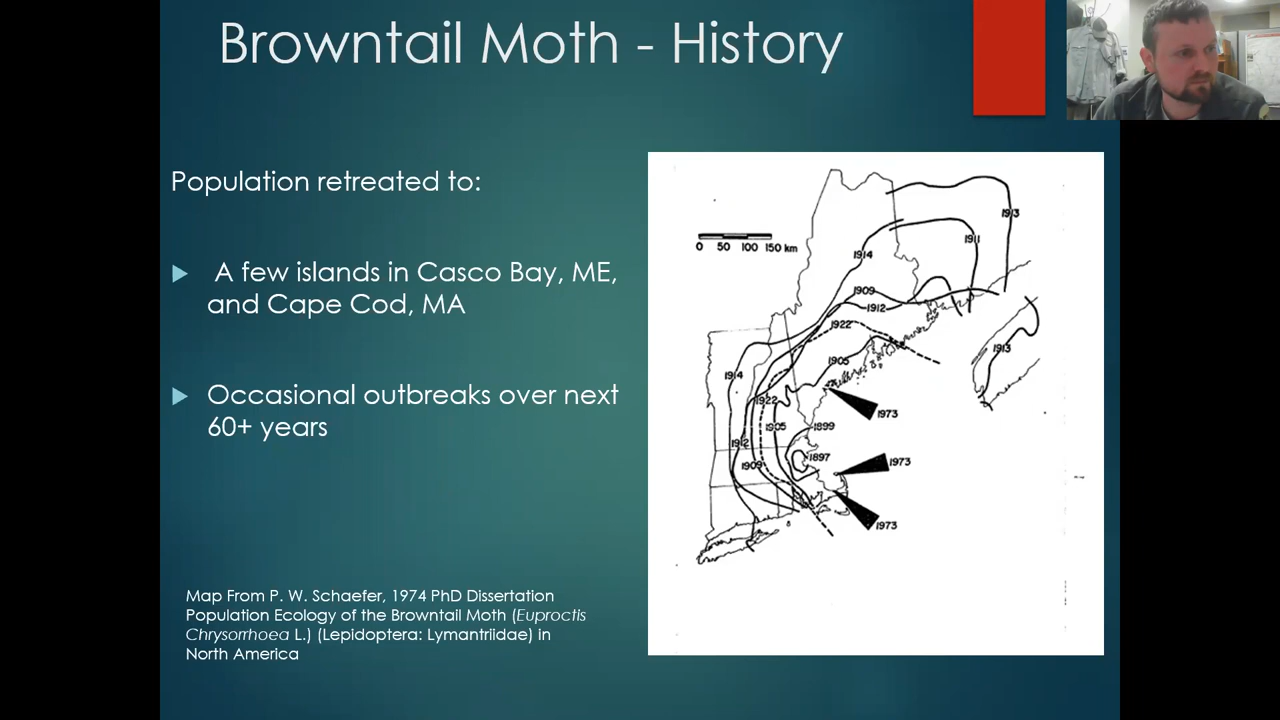 Browntail Moth - History
Population retreated to:
A few islands in Casco Bay, ME,
and Cape Cod, MA
Occasional outbreaks over next
60+ years
Map From P. W. Schaefer, 1974 PhD Dissertation
Population Ecology of the Browntail Moth (Euproctis
Chrysorrhoea L.) (Lepidoptera: Lymantriidae) in
North America
1913
1911
0 50 100 150 km
1914
1909
1912
1922
1913
1905
1914
1922
1973
1905
1899
1912
1897
1973
1909
1973